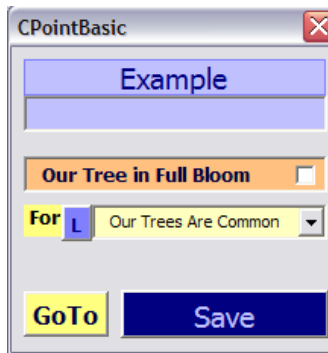 CPointBasic
Example
Our Tree in Full Bloom
For L Our Trees Are Common
GoTo Save